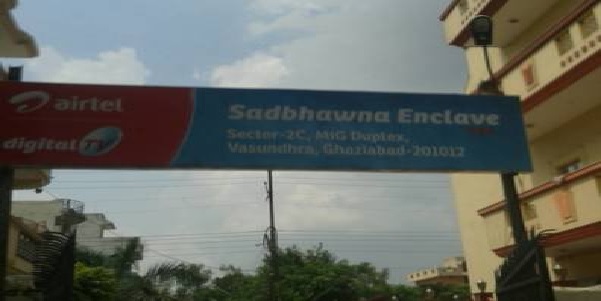 airtel
digital TV
Sadbhawna Enclave
Sector-2C, MIG Duplex,
Vasundhra, Ghaziabad-201012